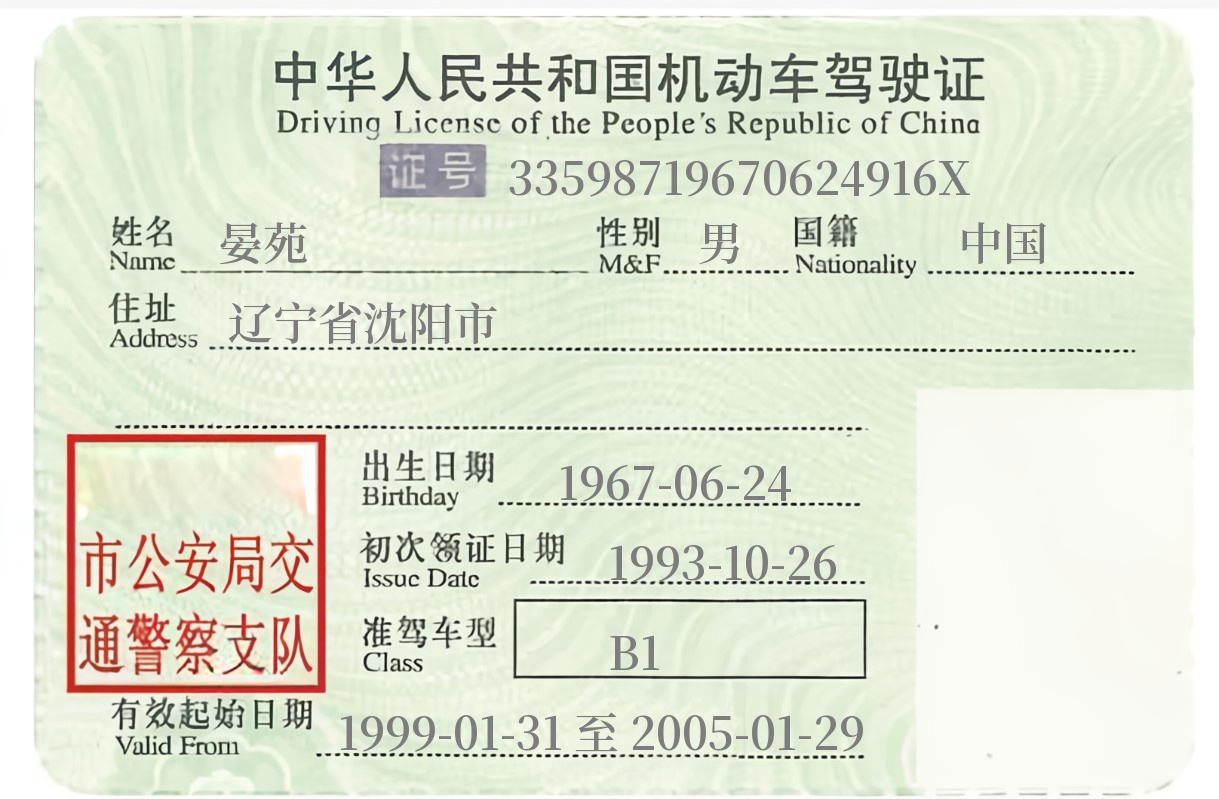 中华人民共和国机动车驾驶证
Driving License of the People's Republic of China
证号 33598719670624916X
姓名 晏苑 性别 男 国籍 中国
Name M&F Nationality
住址 辽宁省沈阳市
Address
出生日期 1967-06-24
Birthday
初次领证日期 1993-10-26
Issue Date
市公安局交
通警察支队
准驾车型 B1
Class
有效起始日期 1999-01-31 至 2005-01-29
Valid From